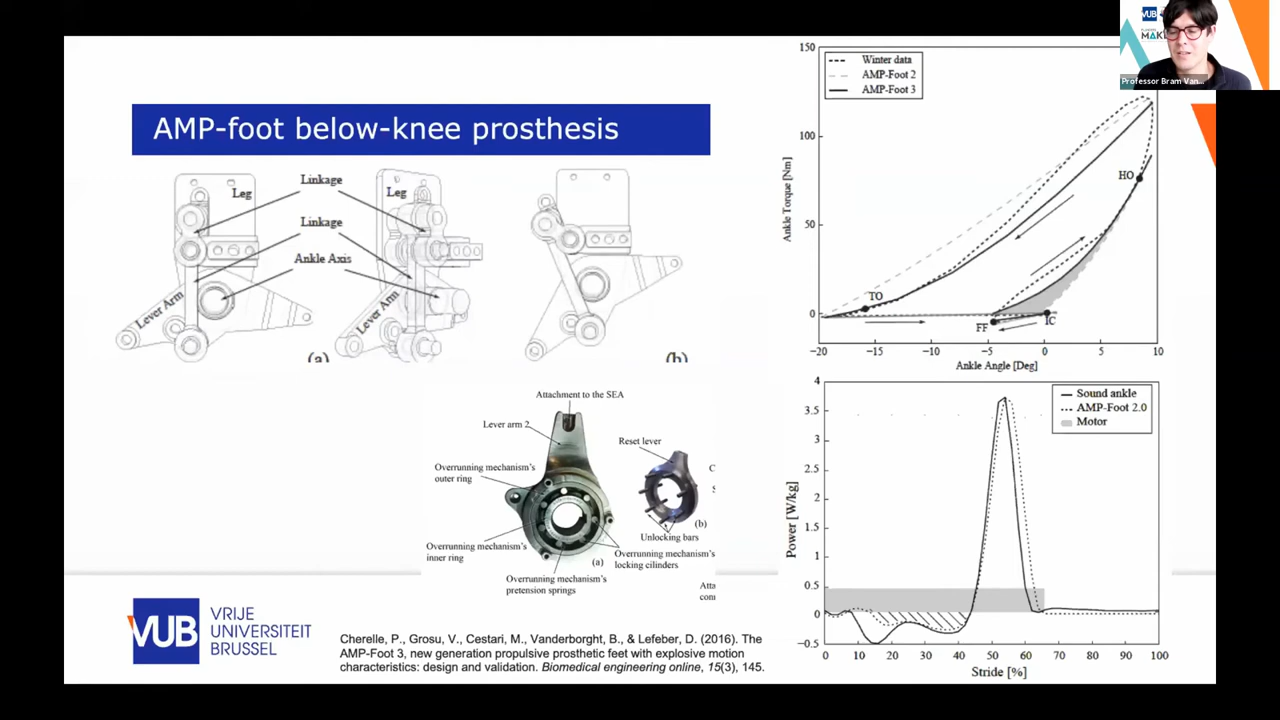 AMP-foot below-knee prosthesis
Leg
Linkage
Linkage
Ankle Axis
Lever Arm
Leg
Lever Arm
(a)
(b)
Attachment to the SEA
Lever arm 2
Overrunning mechanism's
outer ring
Overrunning mechanism's
inner ring
Overrunning mechanism's
pretension springs
(a)
Reset lever
Unlocking bars
(b)
Overrunning mechanism's
locking cylinders
Atta
com
VUB
VRIJE
UNIVERSITEIT
BRUSSEL
Cherelle, P., Grosu, V., Cestari, M., Vanderborght, B., & Lefeber, D. (2016). The
AMP-Foot 3, new generation propulsive prosthetic feet with explosive motion
characteristics: design and validation. Biomedical engineering online, 15(3), 145.
150
100
50
0
Ankle Torque [Nm]
Winter data
AMP-Foot 2
AMP-Foot 3
HO
TO
FF
IC
-20 -15 -10 -5 0 5 10
Ankle Angle [Deg]
4
3.5
3
2.5
2
1.5
1
0.5
0
-0.5
Power [W/kg]
Sound ankle
AMP-Foot 2.0
Motor
0 10 20 30 40 50 60 70 80 90 100
Stride [%]
VUB
Professor Bram Van...